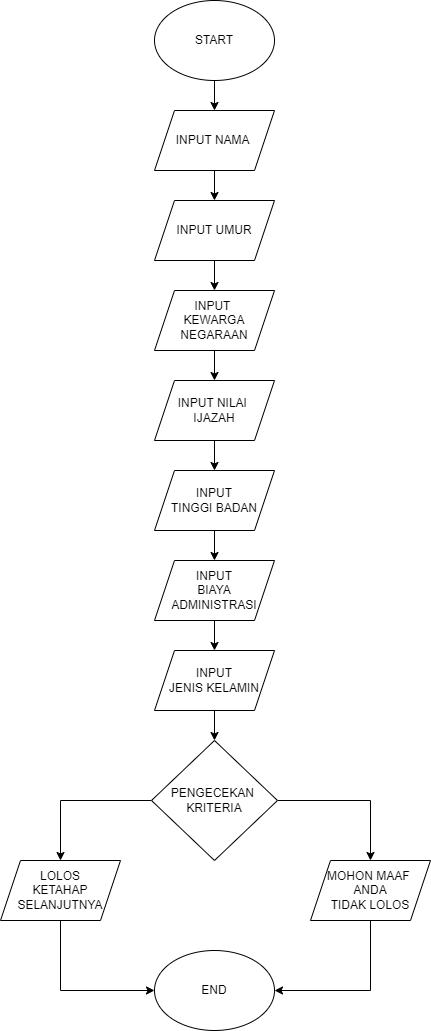 START
INPUT NAMA
INPUT UMUR
INPUT
KEWARGA
NEGARAAN
INPUT NILAI
IJAZAH
INPUT
TINGGI BADAN
INPUT
BIAYA
ADMINISTRASI
INPUT
JENIS KELAMIN
PENGECEKAN
KRITERIA
LOLOS
KETAHAP
SELANJUTNYA
MOHON MAAF
ANDA
TIDAK LOLOS
END